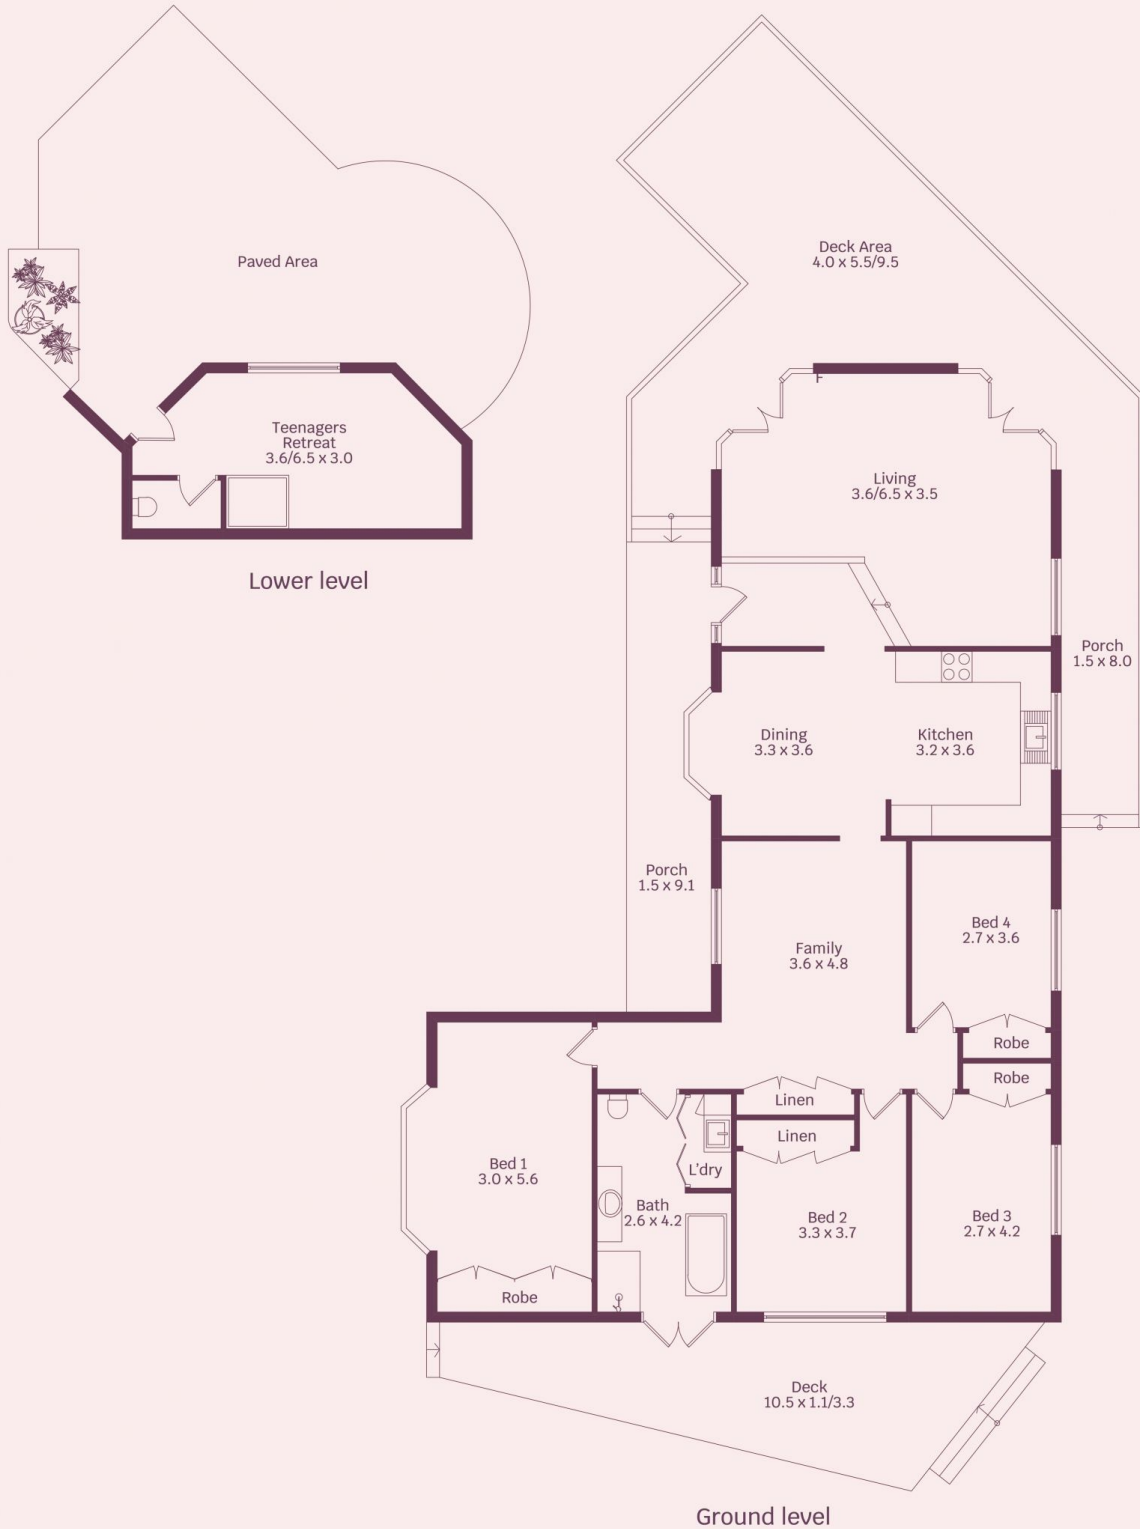 Paved Area
Teenagers
Retreat
3.6/6.5 x 3.0
Lower level
Deck Area
4.0 x 5.5/9.5
F
Living
3.6/6.5 x 3.5
Porch
1.5 x 8.0
Dining
3.3 x 3.6
Kitchen
3.2 x 3.6
Porch
1.5 x 9.1
Family
3.6 x 4.8
Bed 4
2.7 x 3.6
Robe
Robe
Linen
Linen
L'dry
Bed 1
3.0 x 5.6
Bath
2.6 x 4.2
Bed 2
3.3 x 3.7
Bed 3
2.7 x 4.2
Robe
Deck
10.5 x 1.1/3.3
Ground level